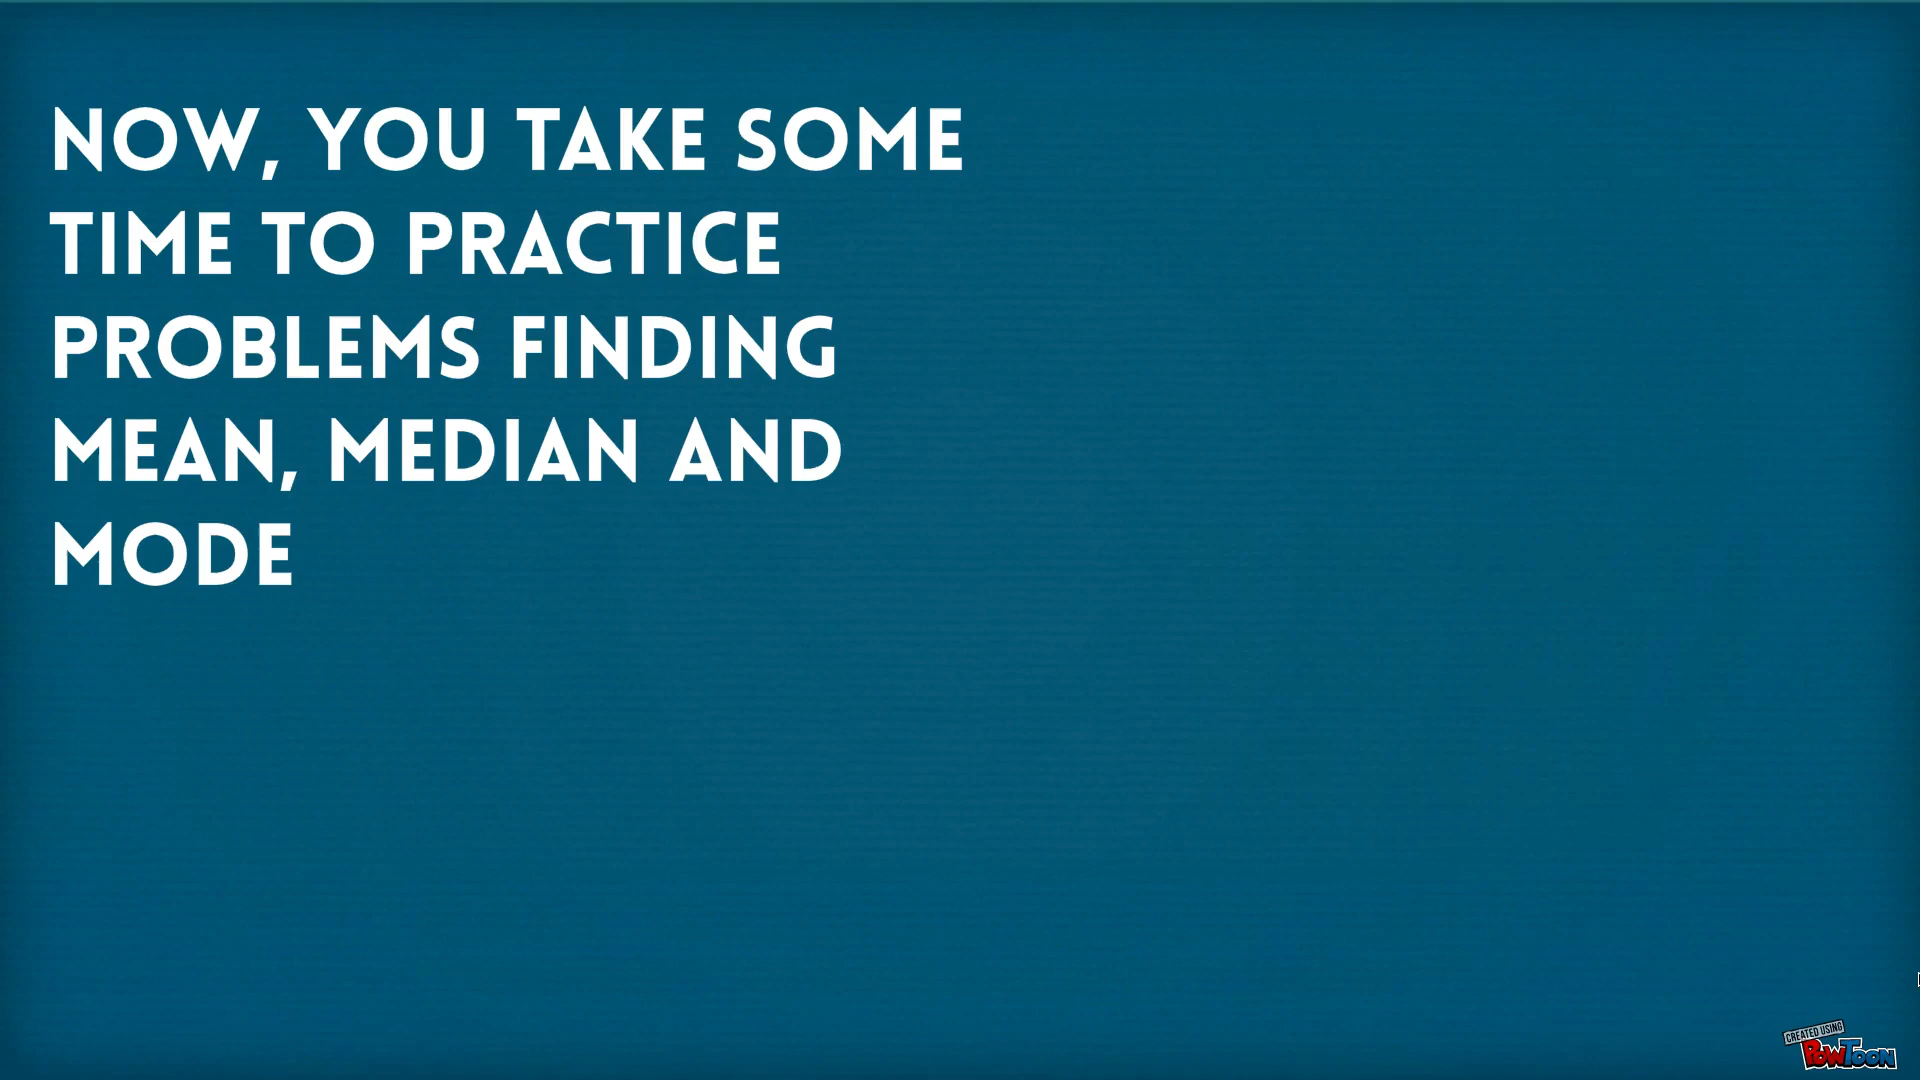 NOW, YOU TAKE SOME
TIME TO PRACTICE
PROBLEMS FINDING
MEAN, MEDIAN AND
MODE
CREATED USING
POWTOON